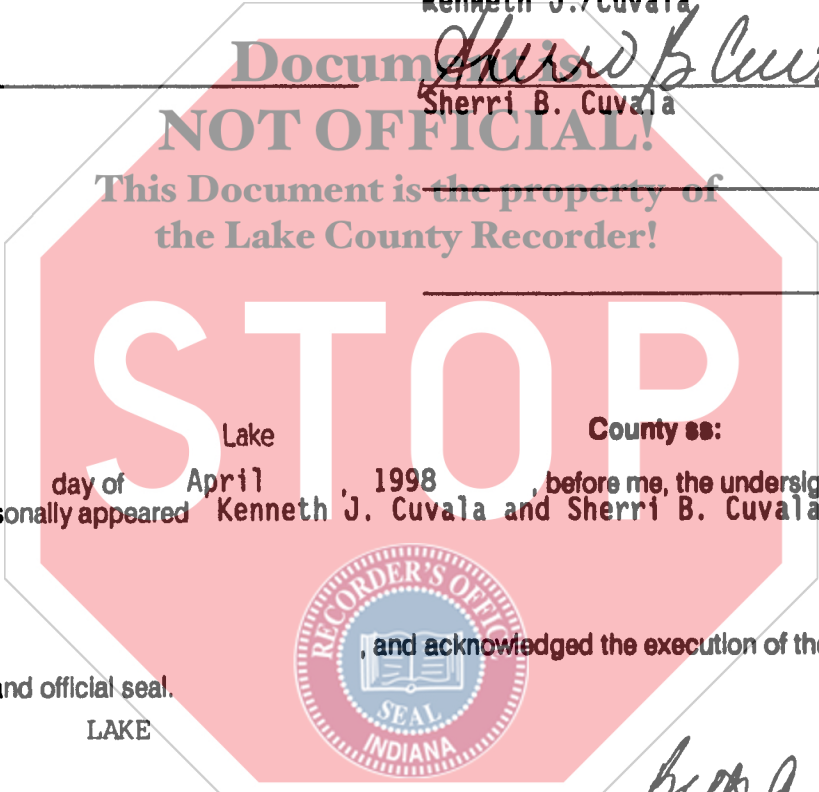 Kenneth J. Cuvala
Document is
Sherri B. Cuvala
NOT OFFICIAL!
This Document is the property of
the Lake County Recorder!
STOP
Lake County ss:
day of April , 1998 , before me, the undersig
sonally appeared Kenneth J. Cuvala and Sherri B. Cuvala
RECORDER'S OFFICE
, and acknowledged the execution of the
and official seal.
SEAL
LAKE
INDIANA